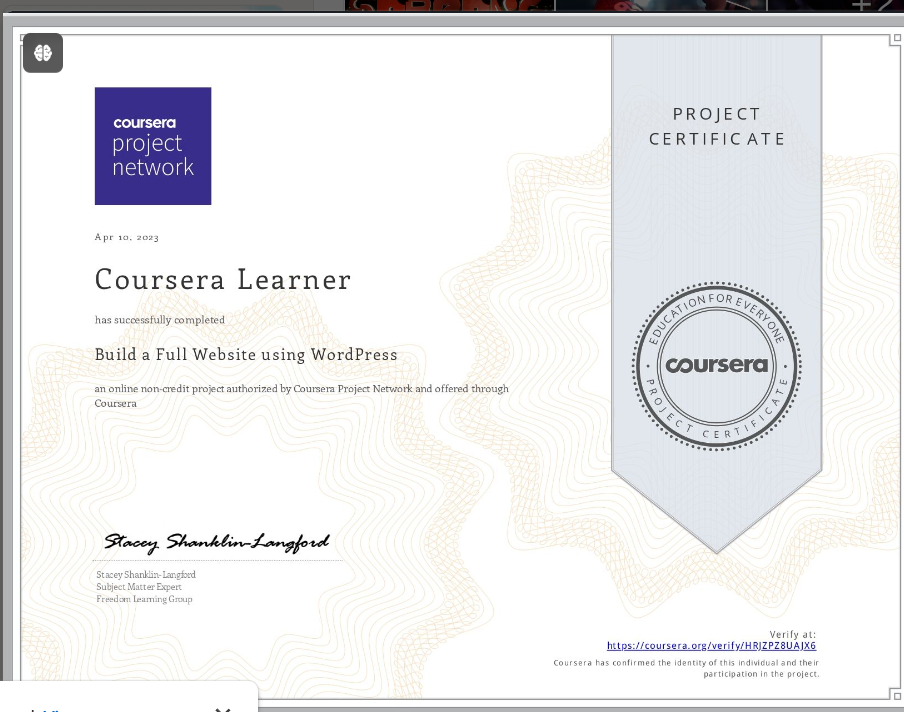 coursera
project
network
PROJECT
CERTIFICATE
Apr 10, 2023
Coursera Learner
has successfully completed
Build a Full Website using WordPress
an online non-credit project authorized by Coursera Project Network and offered through
Coursera
EDUCATION FOR EVERYONE
coursera
PROJECT CERTIFICATE
Stacey Shanklin-Langford
Stacey Shanklin-Langford
Subject Matter Expert
Freedom Learning Group
Verify at:
https://coursera.org/verify/HRJZPZ8UAJX6
Coursera has confirmed the identity of this individual and their
participation in the project.